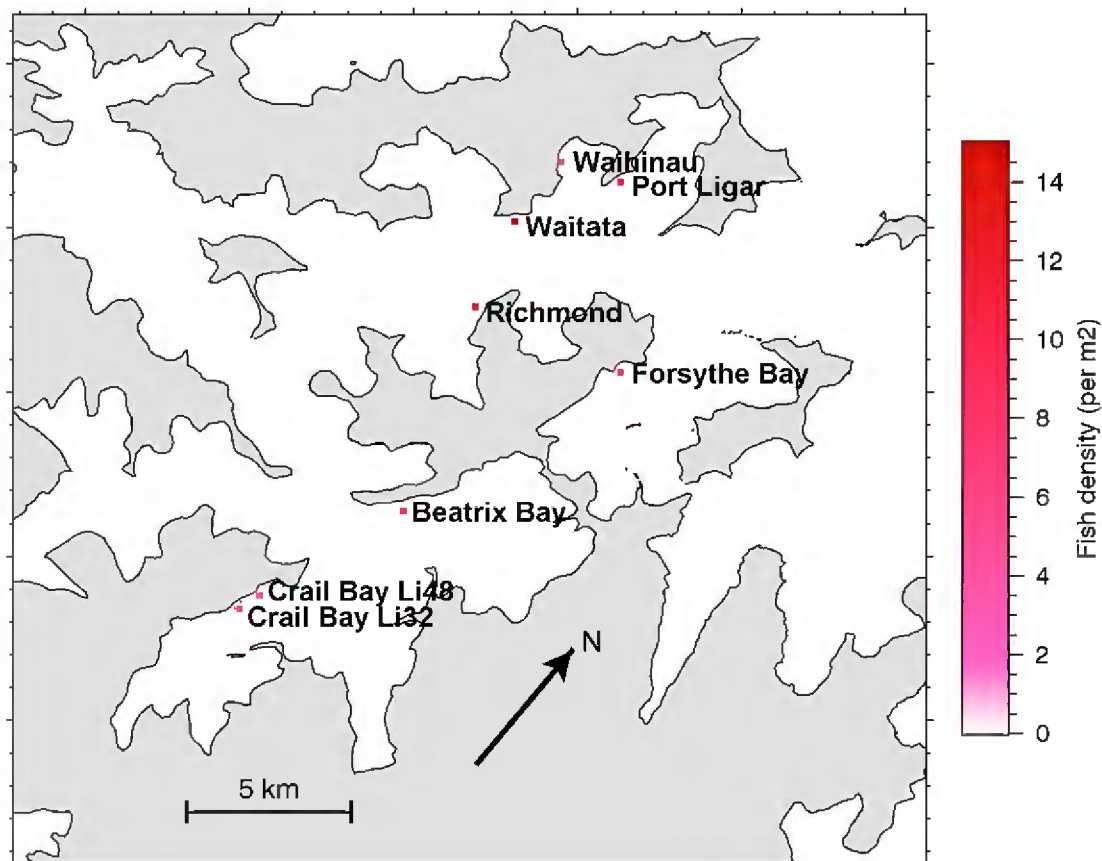 Waihinau
Port Ligar
Waitata
Richmond
Forsythe Bay
Beatrix Bay
Crail Bay Li48
Crail Bay Li32
N
5 km
14
12
10
8
6
4
2
0
Fish density (per m2)